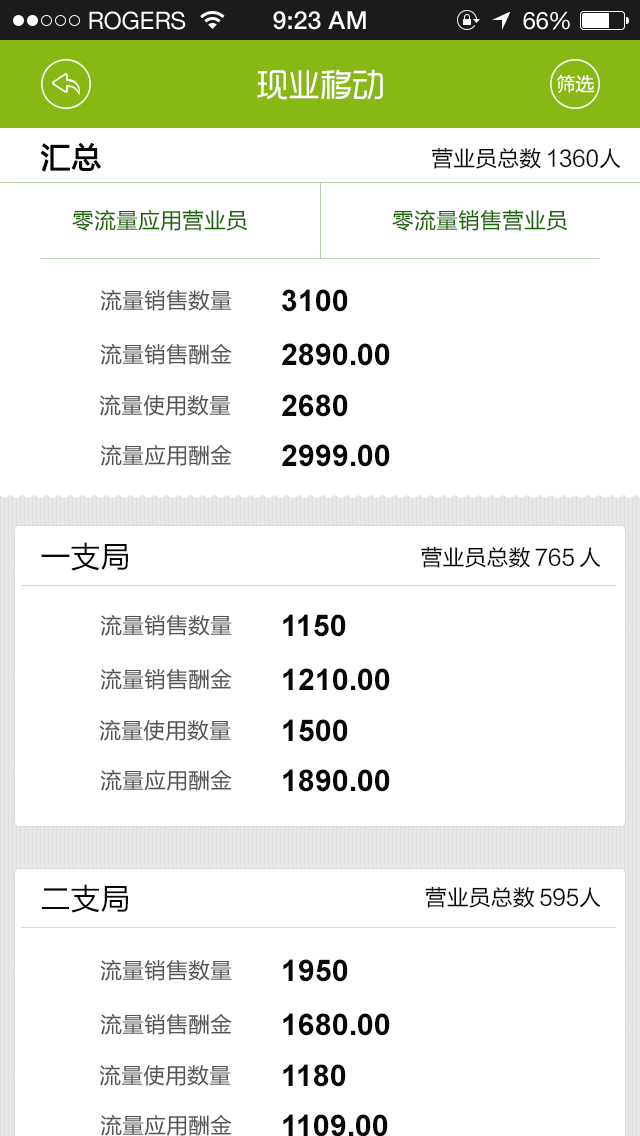 ROGERS 9:23 AM 66%
现业移动 筛选
汇总 营业员总数 1360人
零流量应用营业员 零流量销售营业员
流量销售数量 3100
流量销售酬金 2890.00
流量使用数量 2680
流量应用酬金 2999.00
一支局 营业员总数 765 人
流量销售数量 1150
流量销售酬金 1210.00
流量使用数量 1500
流量应用酬金 1890.00
二支局 营业员总数 595人
流量销售数量 1950
流量销售酬金 1680.00
流量使用数量 1180
流量应用酬金 1109.00